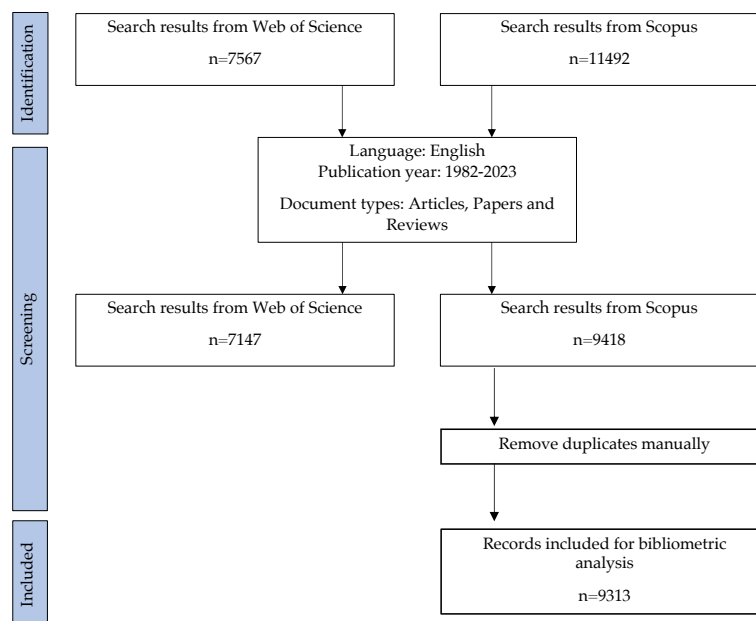 Identification
Search results from Web of Science
n=7567
Search results from Scopus
n=11492
Screening
Language: English
Publication year: 1982-2023
Document types: Articles, Papers and
Reviews
Search results from Web of Science
n=7147
Search results from Scopus
n=9418
Remove duplicates manually
Included
Records included for bibliometric
analysis
n=9313